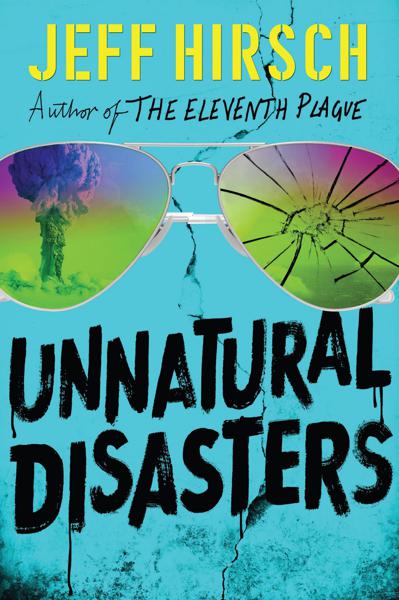 JEFF HIRSCH
Author of THE ELEVENTH PLAGUE
UNNATURAL
DISASTERS